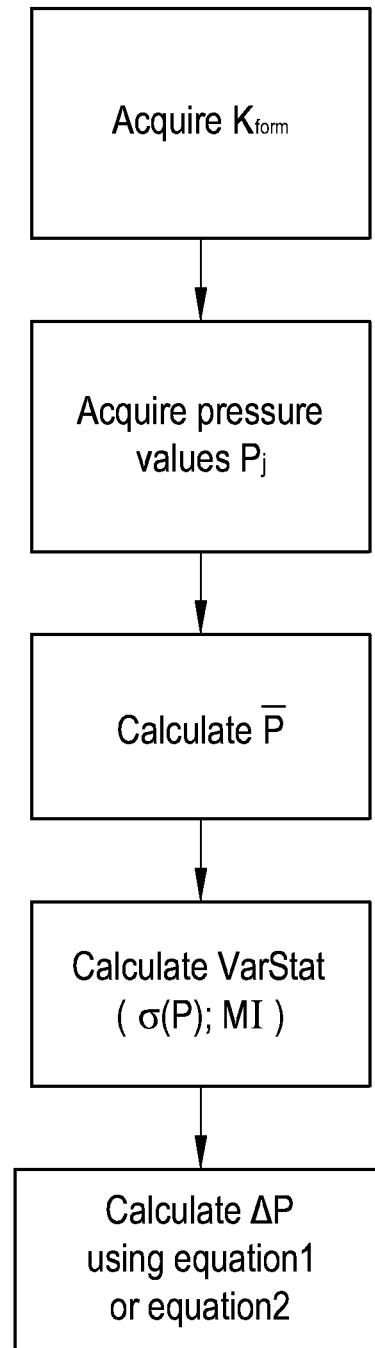 Acquire Kform
Acquire pressure
values Pj
Calculate P̅
Calculate VarStat
( σ(P); MI )
Calculate ΔP
using equation1
or equation2